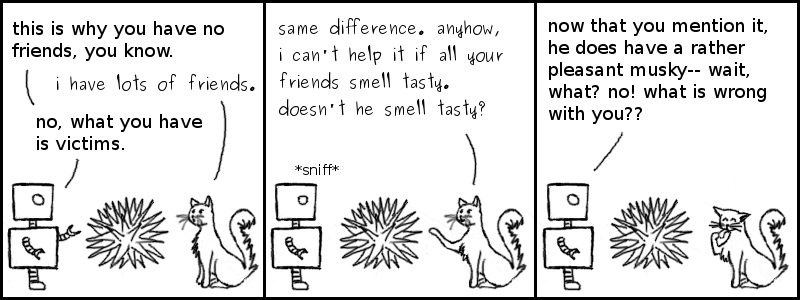 this is why you have no
friends, you know.
i have lots of friends.
no, what you have
is victims.
same difference. anyhow,
i can't help it if all your
friends smell tasty.
doesn't he smell tasty?
*sniff*
now that you mention it,
he does have a rather
pleasant musky-- wait,
what? no! what is wrong
with you??